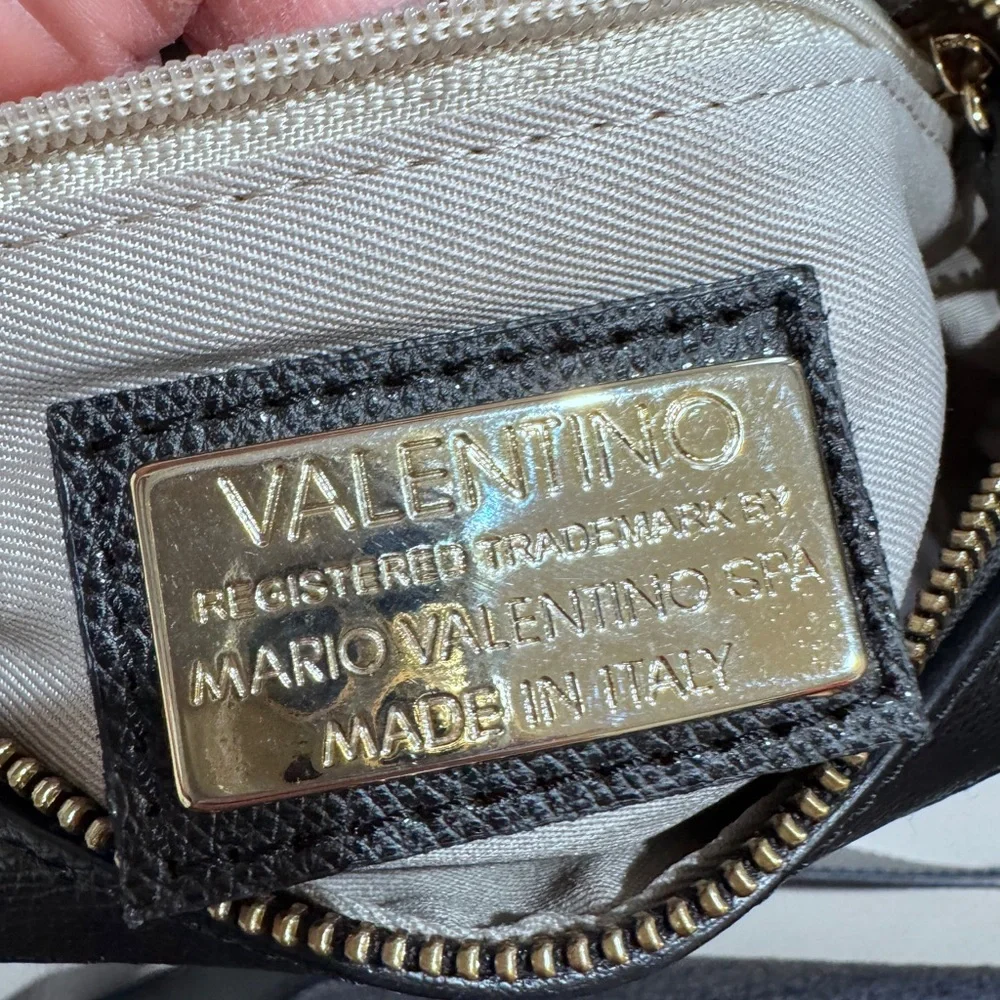 VALENTINO
REGISTERED TRADEMARK BY
MARIO VALENTINO SPA
MADE IN ITALY